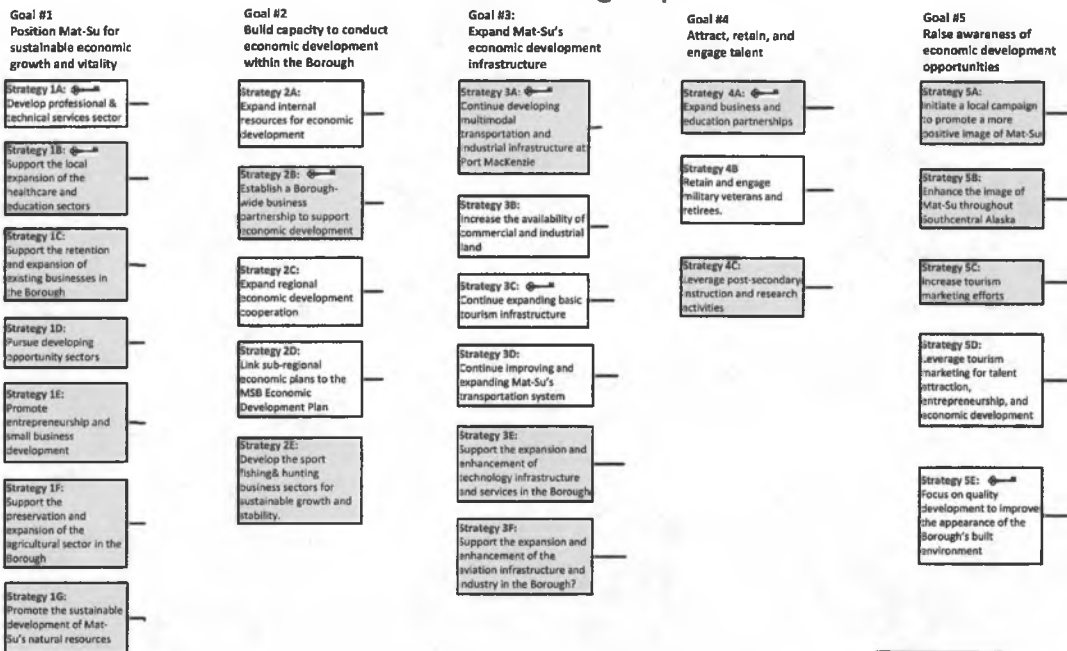 Goal #1
Position Mat-Su for
sustainable economic
growth and vitality
Strategy 1A:
Develop professional &
technical services sector
Strategy 1B:
Support the local
expansion of the
healthcare and
education sectors
Strategy 1C:
Support the retention
and expansion of
existing businesses in
the Borough
Strategy 1D:
Pursue developing
opportunity sectors
Strategy 1E:
Promote
entrepreneurship and
small business
development
Strategy 1F:
Support the
preservation and
expansion of the
agricultural sector in the
Borough
Strategy 1G:
Promote the sustainable
development of Mat-
Su's natural resources
Goal #2
Build capacity to conduct
economic development
within the Borough
Strategy 2A:
Expand internal
resources for economic
development
Strategy 2B:
Establish a Borough-
wide business
partnership to support
economic development
Strategy 2C:
Expand regional
economic development
cooperation
Strategy 2D:
Link sub-regional
economic plans to the
MSB Economic
Development Plan
Strategy 2E:
Develop the sport
fishing& hunting
business sectors for
sustainable growth and
stability.
Goal #3:
Expand Mat-Su's
economic development
infrastructure
Strategy 3A:
Continue developing
multimodal
transportation and
industrial infrastructure at
Port MacKenzie
Strategy 3B:
Increase the availability of
commercial and industrial
land
Strategy 3C:
Continue expanding basic
tourism infrastructure
Strategy 3D:
Continue improving and
expanding Mat-Su's
transportation system
Strategy 3E:
Support the expansion and
enhancement of
technology infrastructure
and services in the Borough
Strategy 3F:
Support the expansion and
enhancement of the
aviation infrastructure and
industry in the Borough?
Goal #4
Attract, retain, and
engage talent
Strategy 4A:
Expand business and
education partnerships
Strategy 4B
Retain and engage
military veterans and
retirees.
Strategy 4C:
Leverage post-secondary
instruction and research
activities
Goal #5
Raise awareness of
economic development
opportunities
Strategy 5A:
Initiate a local campaign
to promote a more
positive image of Mat-Su
Strategy 5B:
Enhance the image of
Mat-Su throughout
Southcentral Alaska
Strategy 5C:
Increase tourism
marketing efforts
Strategy 5D:
Leverage tourism
marketing for talent
attraction,
entrepreneurship, and
economic development
Strategy 5E:
Focus on quality
development to improve
the appearance of the
Borough's built
environment